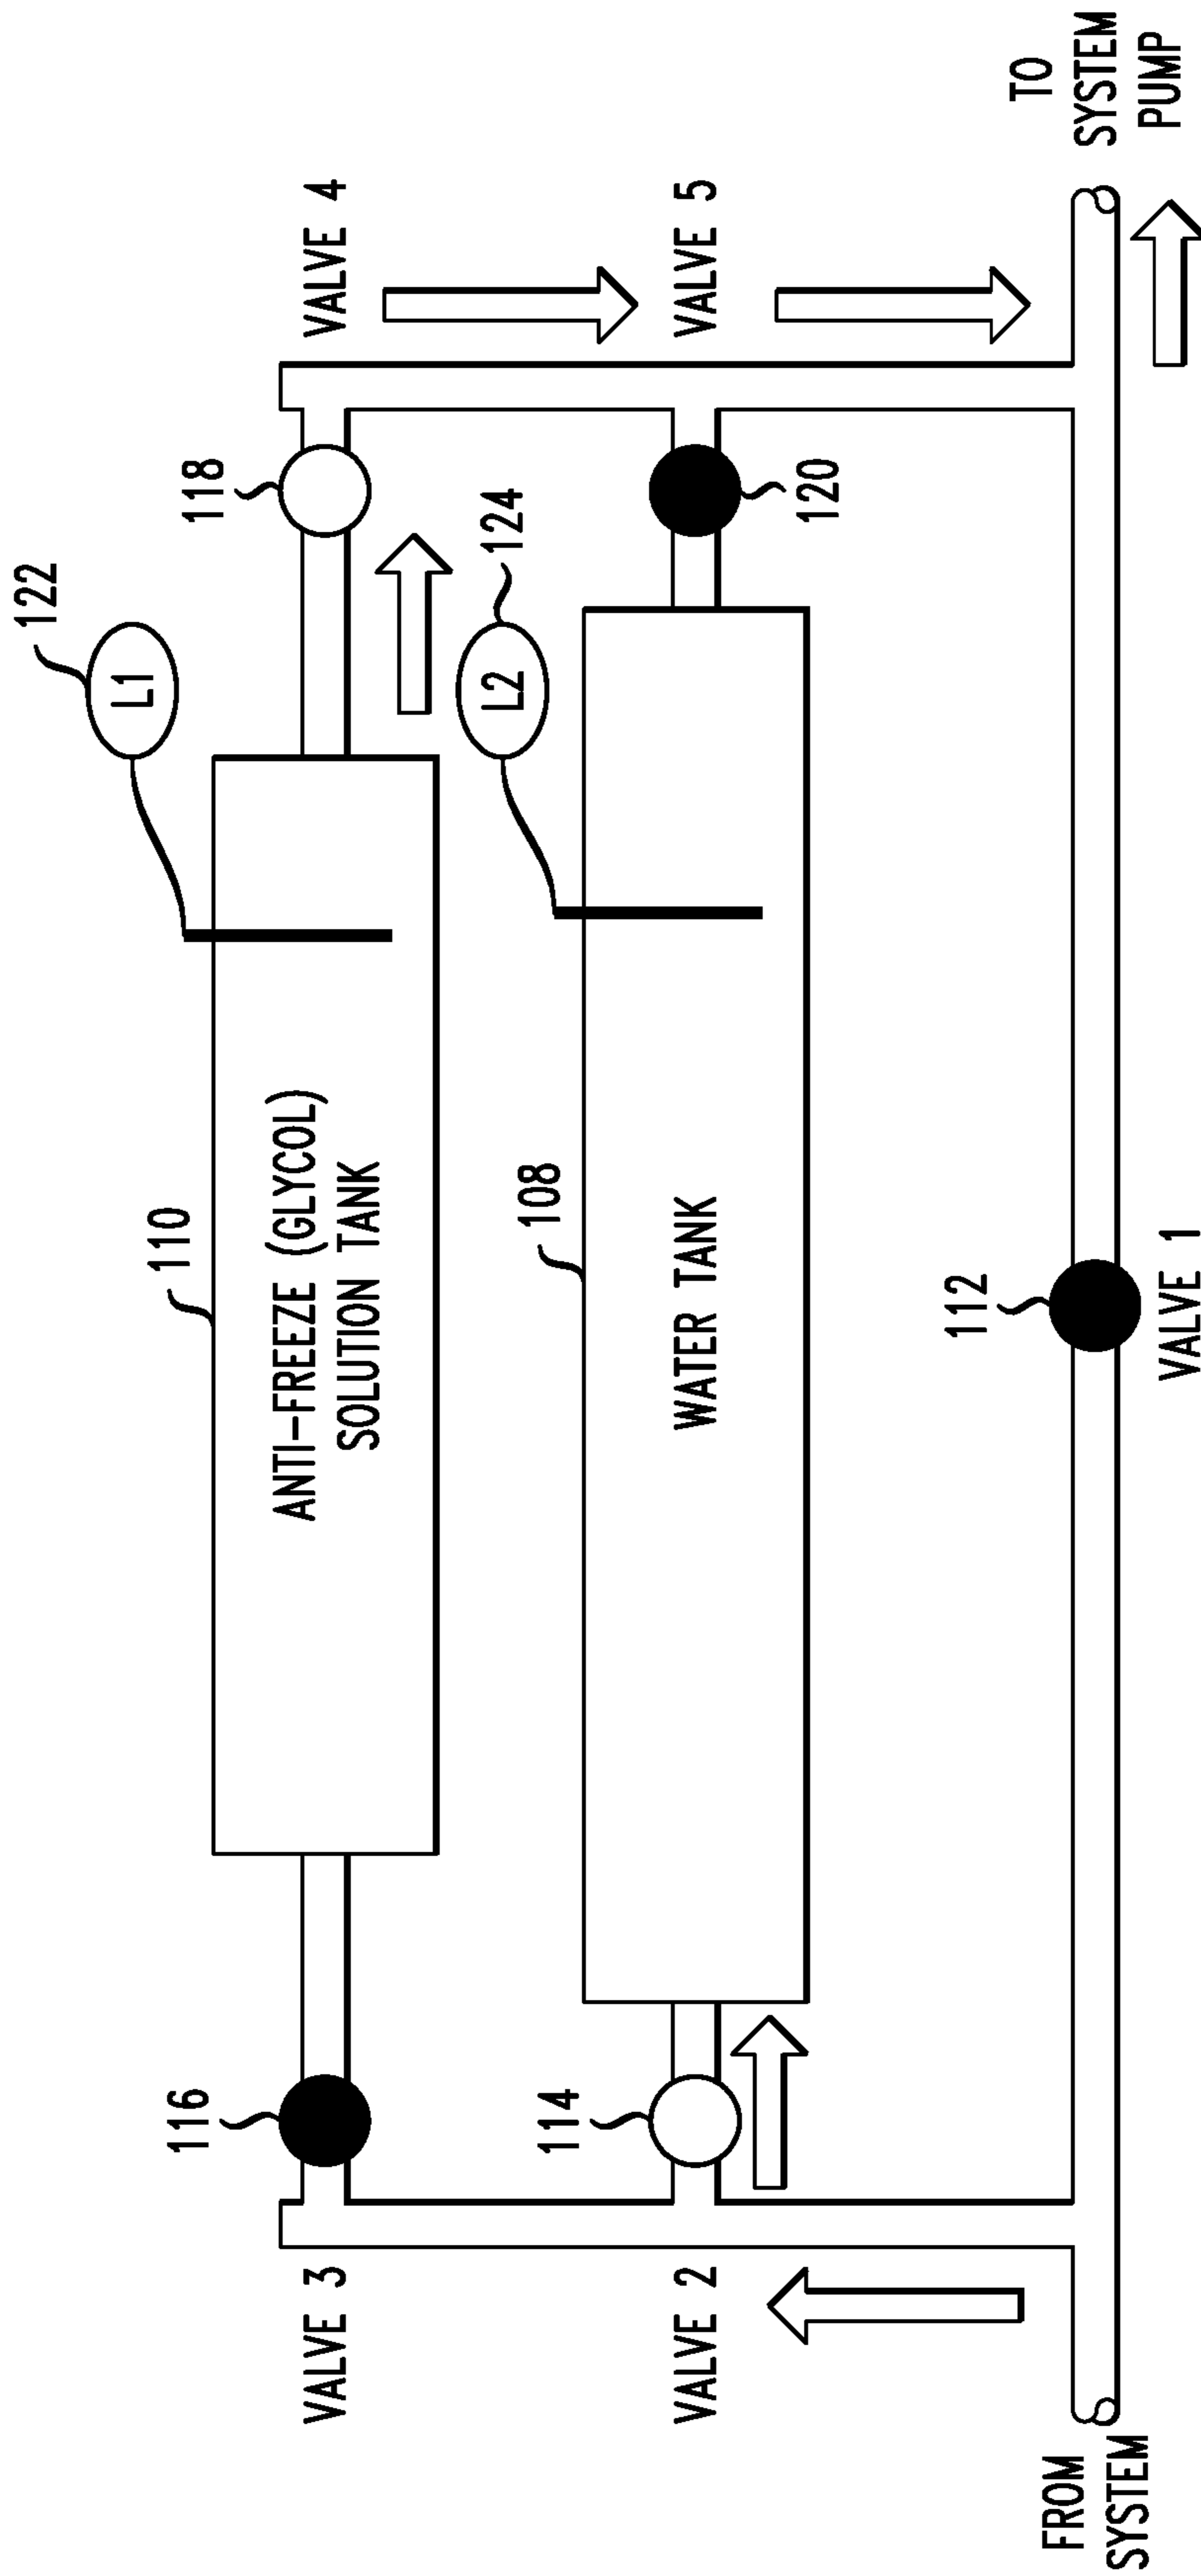 122
L1
110
ANTI-FREEZE (GLYCOL)
SOLUTION TANK
116
118
VALVE 3
VALVE 4
124
L2
108
WATER TANK
114
120
VALVE 2
VALVE 5
112
VALVE 1
FROM
SYSTEM
TO
SYSTEM
PUMP